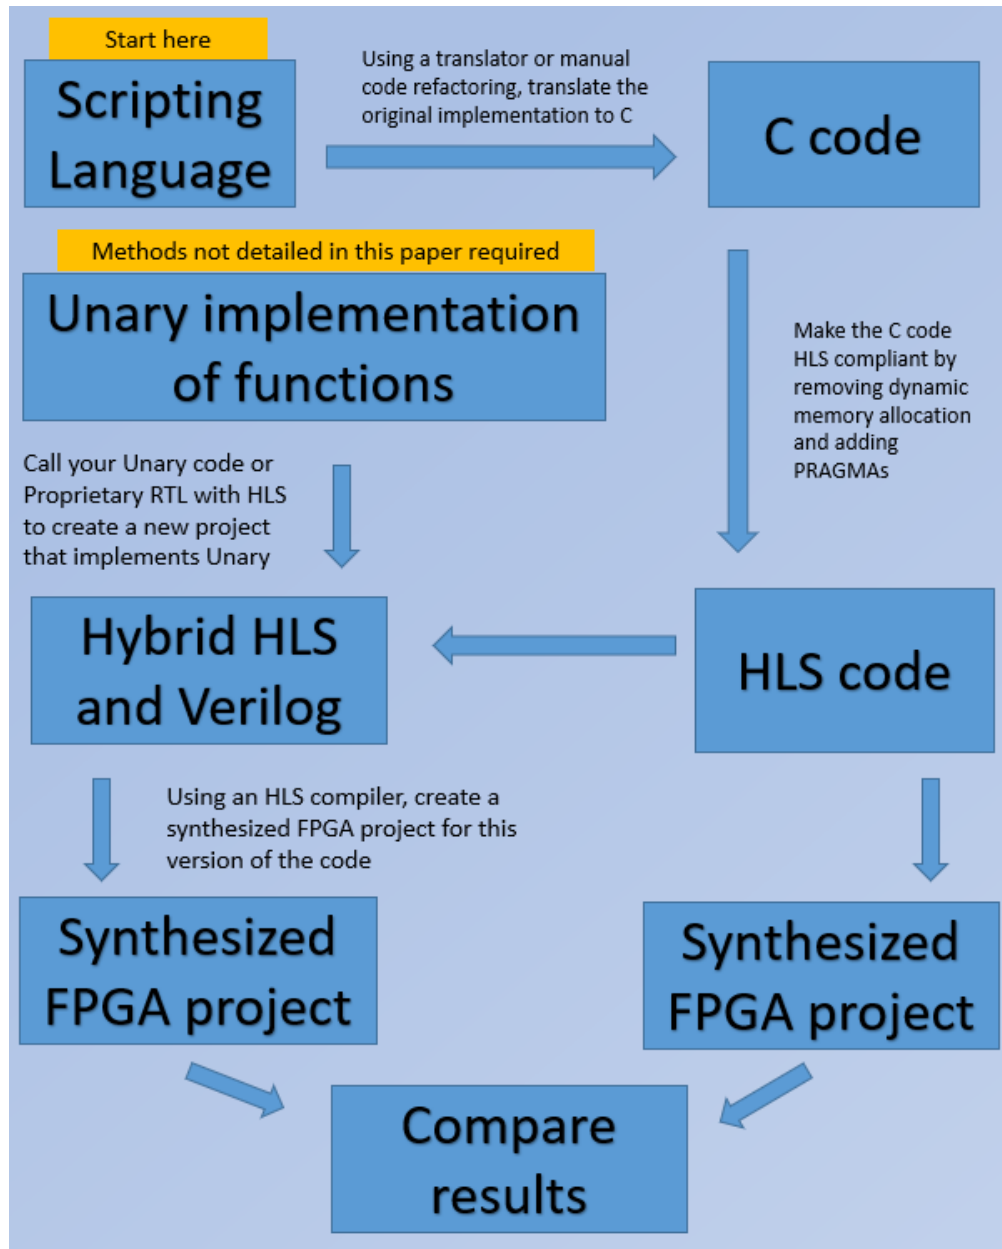 Start here
Scripting
Language
Using a translator or manual
code refactoring, translate the
original implementation to C
C code
Methods not detailed in this paper required
Unary implementation
of functions
Make the C code
HLS compliant by
removing dynamic
memory allocation
and adding
PRAGMAs
Call your Unary code or
Proprietary RTL with HLS
to create a new project
that implements Unary
Hybrid HLS
and Verilog
HLS code
Using an HLS compiler, create a
synthesized FPGA project for this
version of the code
Synthesized
FPGA project
Synthesized
FPGA project
Compare
results